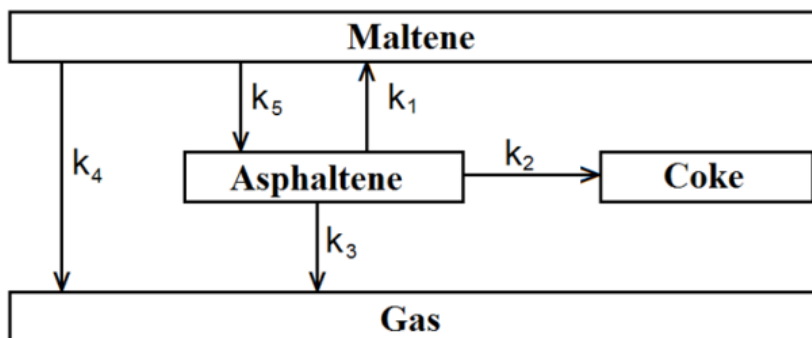 Maltene
k5
k1
k4
Asphaltene
k2
Coke
k3
Gas